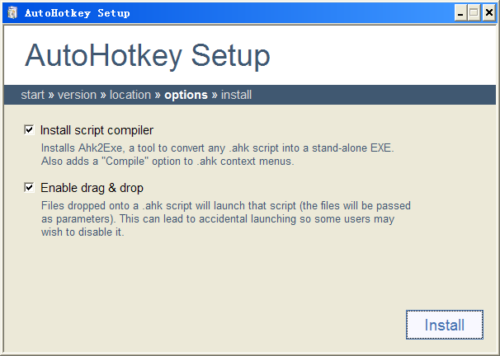 AutoHotkey Setup
AutoHotkey Setup
start » version » location » options » install
Install script compiler
Installs Ahk2Exe, a tool to convert any .ahk script into a stand-alone EXE.
Also adds a "Compile" option to .ahk context menus.
Enable drag & drop
Files dropped onto a .ahk script will launch that script (the files will be passed
as parameters). This can lead to accidental launching so some users may
wish to disable it.
Install